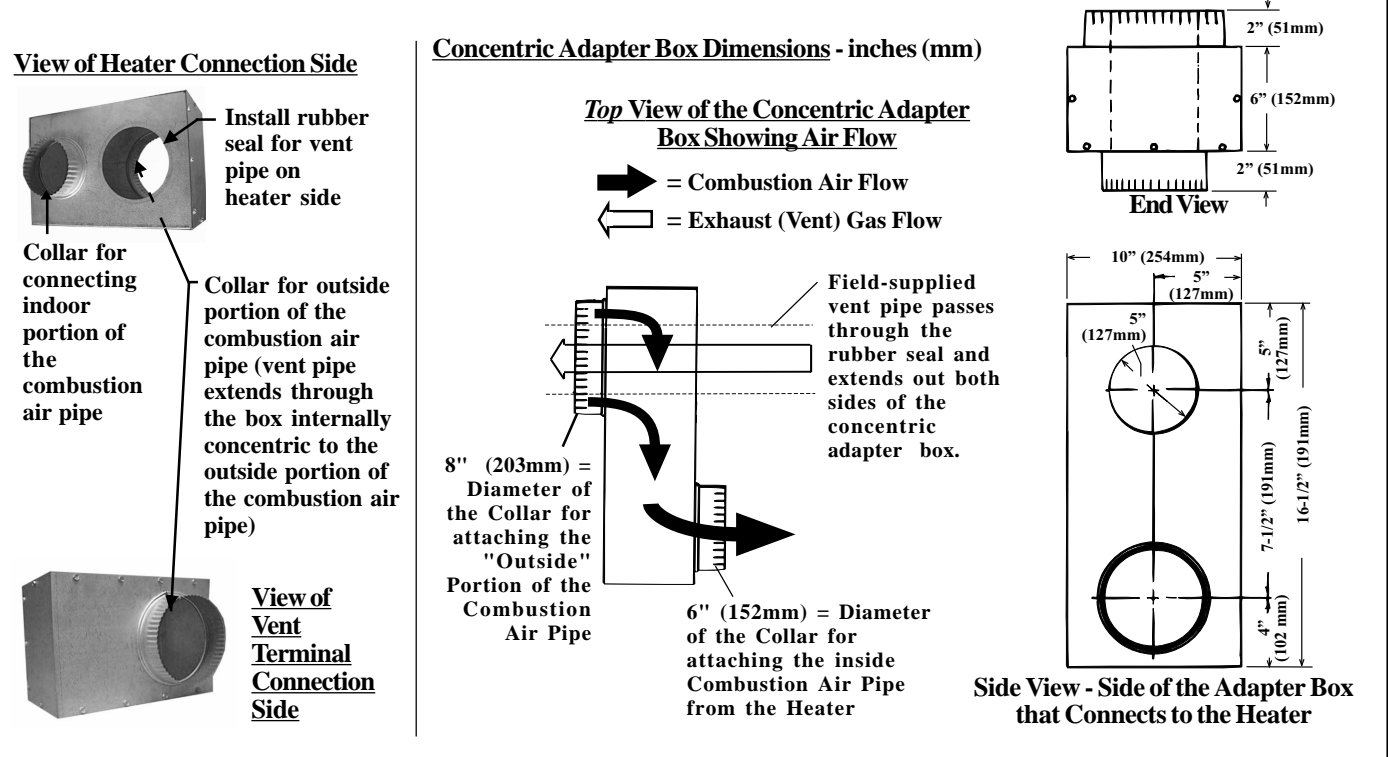 View of Heater Connection Side
Install rubber
seal for vent
pipe on
heater side
Collar for
connecting
indoor
portion of
the
combustion
air pipe
Collar for outside
portion of the
combustion air
pipe (vent pipe
extends through
the box internally
concentric to the
outside portion of
the combustion air
pipe)
View of
Vent
Terminal
Connection
Side
Concentric Adapter Box Dimensions - inches (mm)
Top View of the Concentric Adapter
Box Showing Air Flow
= Combustion Air Flow
= Exhaust (Vent) Gas Flow
Field-supplied
vent pipe passes
through the
rubber seal and
extends out both
sides of the
concentric
adapter box.
8" (203mm) =
Diameter of
the Collar for
attaching the
"Outside"
Portion of the
Combustion
Air Pipe
6" (152mm) = Diameter
of the Collar for
attaching the inside
Combustion Air Pipe
from the Heater
2” (51mm)
6” (152mm)
2” (51mm)
End View
10” (254mm)
5”
(127mm)
5”
(127mm)
5”
(127mm)
7-1/2” (191mm)
16-1/2” (191mm)
4”
(102 mm)
Side View - Side of the Adapter Box
that Connects to the Heater